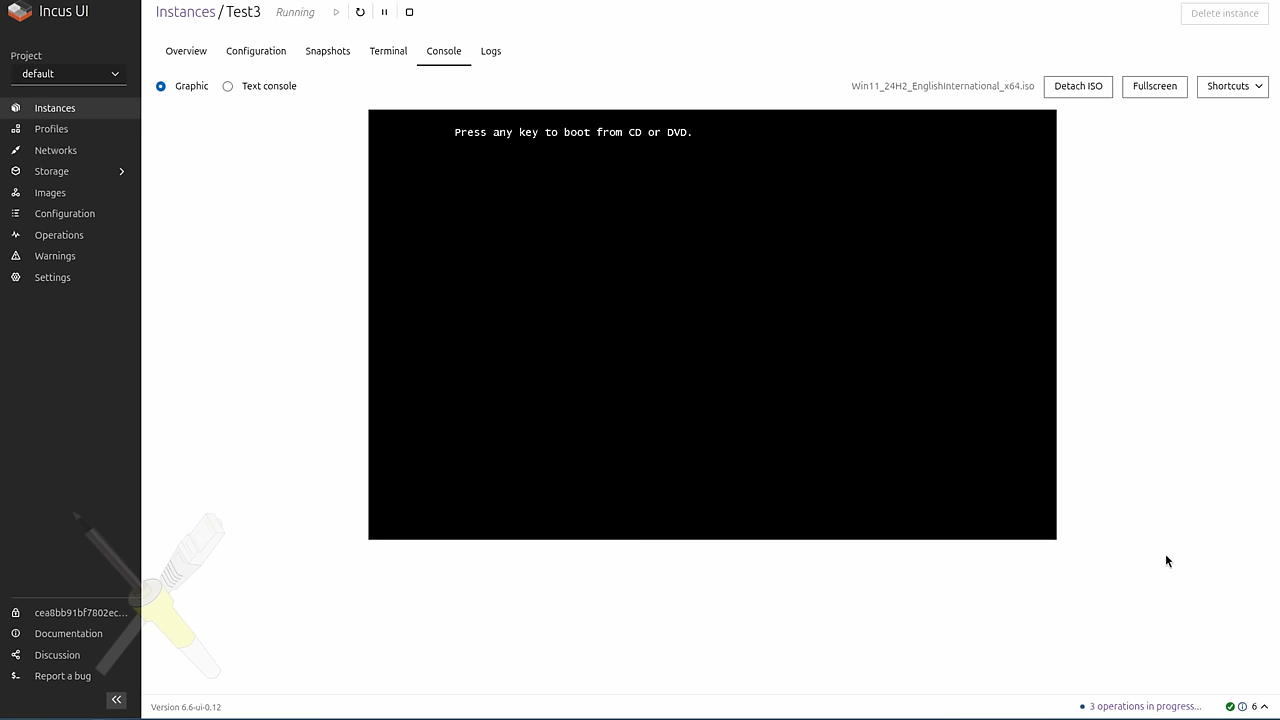 Incus UI
Instances / Test3 Running
Delete instance
Project
default
Overview Configuration Snapshots Terminal Console Logs
Graphic Text console
Win11_24H2_EnglishInternational_x64.iso Detach ISO Fullscreen Shortcuts
Instances
Profiles
Networks
Storage
Images
Configuration
Operations
Warnings
Settings
Press any key to boot from CD or DVD.
cea8bb91bf7802ec...
Documentation
Discussion
Report a bug
Version 6.6-ui-0.12
3 operations in progress...
6